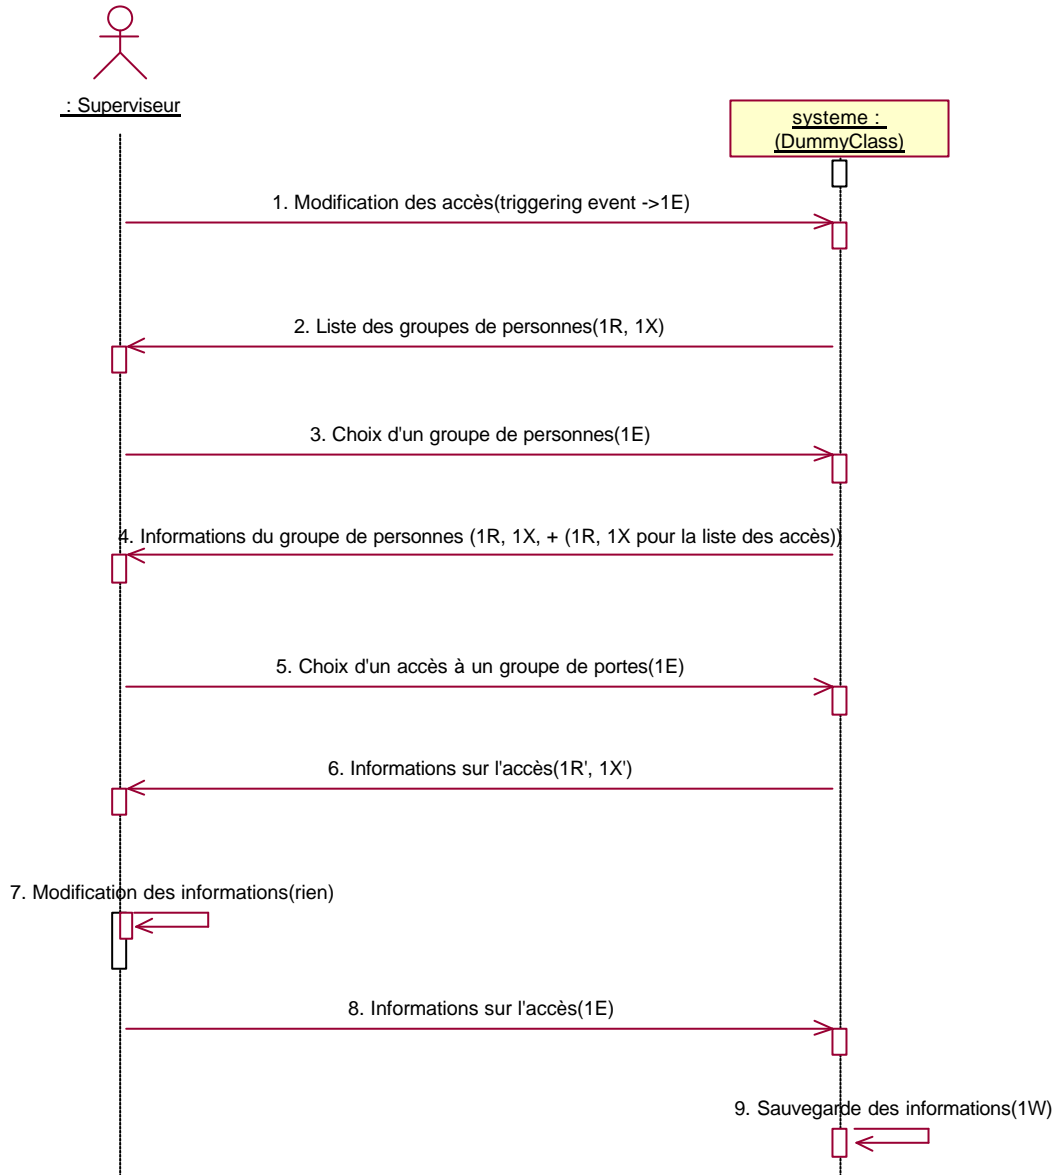 : Superviseur
systeme :
(DummyClass)
1. Modification des accès(triggering event ->1E)
2. Liste des groupes de personnes(1R, 1X)
3. Choix d'un groupe de personnes(1E)
4. Informations du groupe de personnes (1R, 1X, + (1R, 1X pour la liste des accès))
5. Choix d'un accès à un groupe de portes(1E)
6. Informations sur l'accès(1R', 1X')
7. Modification des informations(rien)
8. Informations sur l'accès(1E)
9. Sauvegarde des informations(1W)